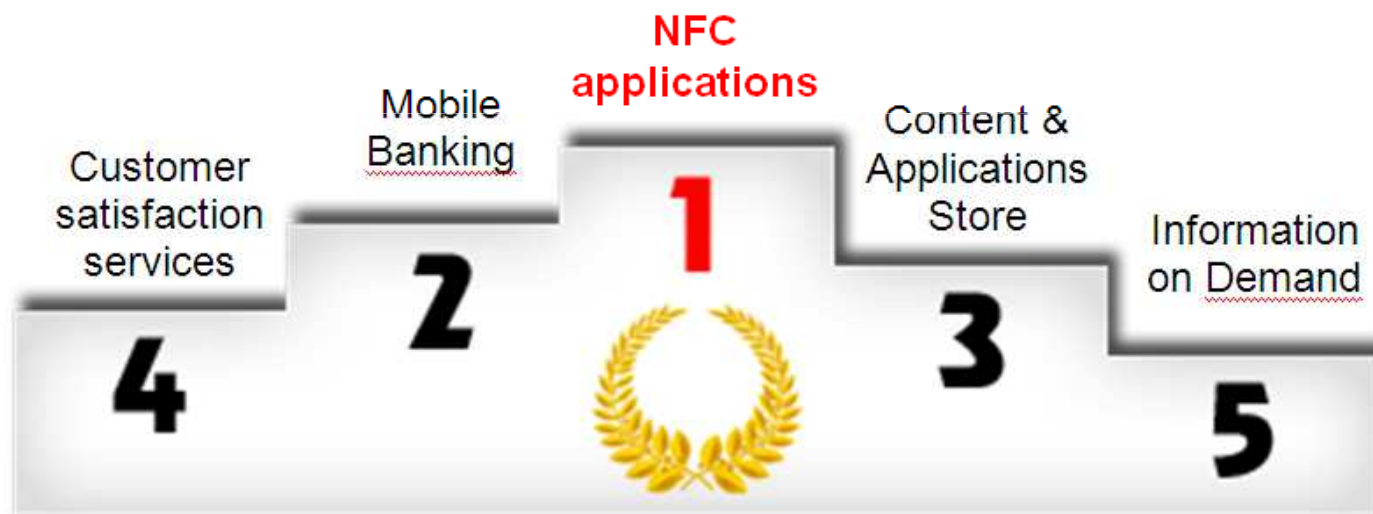 NFC
applications
Mobile
Banking
Content &
Applications
Store
Customer
satisfaction
services
Information
on Demand
1
2
3
4
5